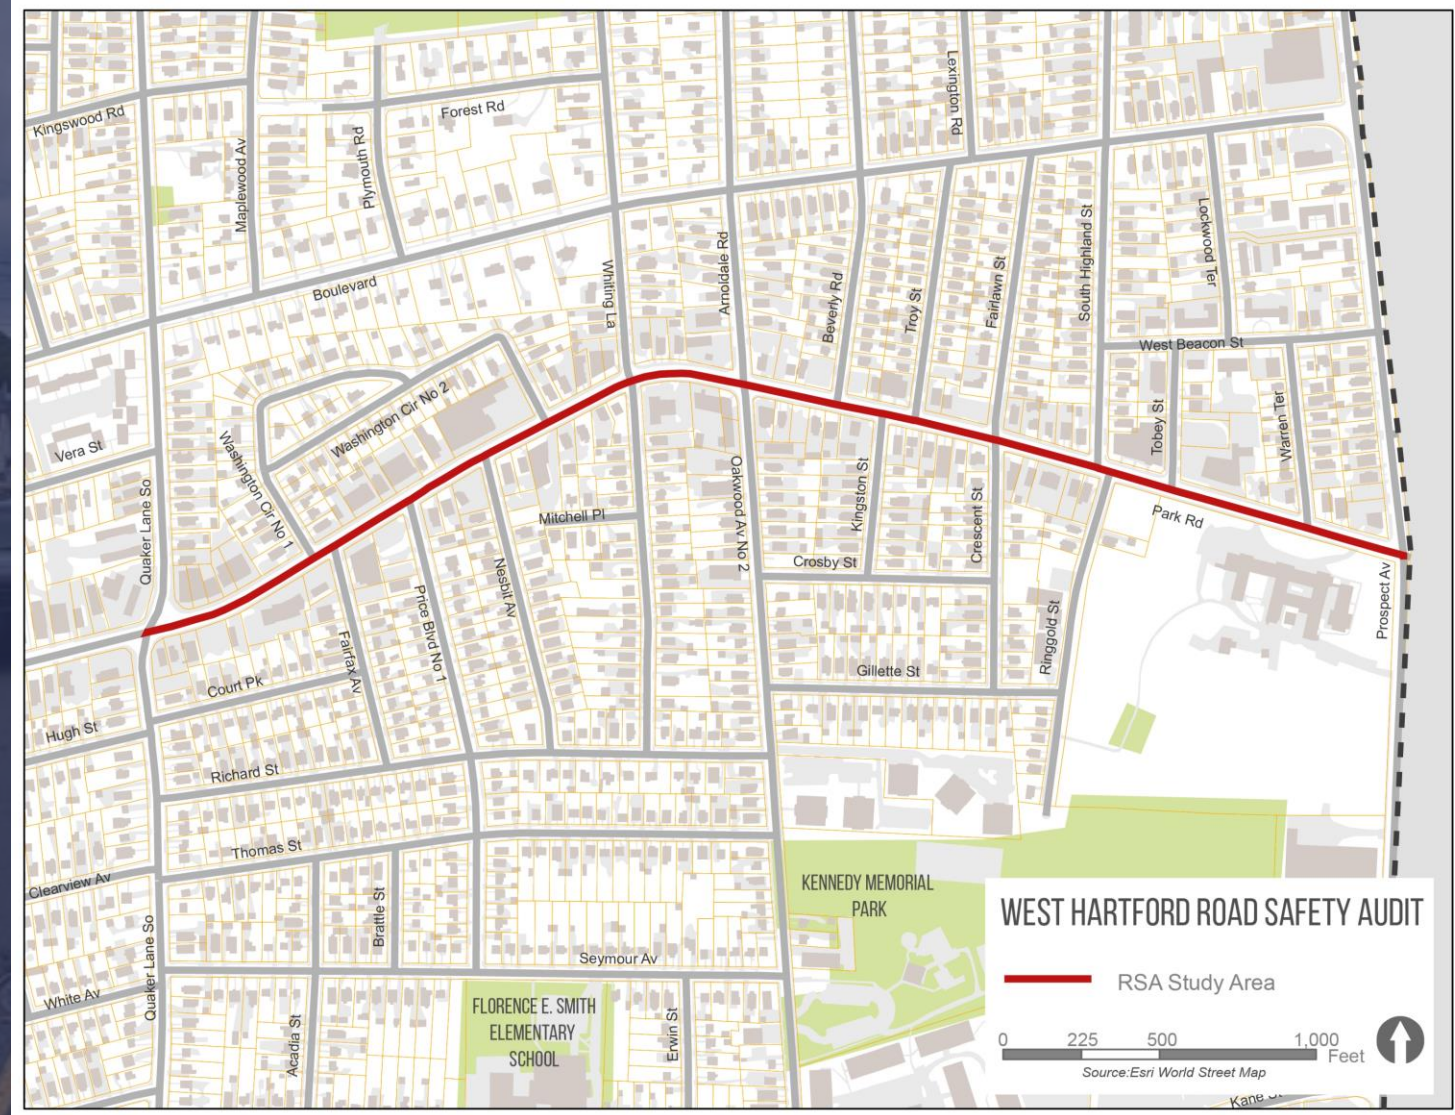 Kingswood Rd
Maplewood Av
Plymouth Rd
Forest Rd
Lexington Rd
Boulevard
Whiting La
Arnoldale Rd
Beverly Rd
Troy St
Fairlawn St
South Highland St
Lockwood Ter
West Beacon St
Vera St
Quaker Lane So
Washington Cir No 1
Washington Cir No 2
Tobey St
Warren Ter
Mitchell Pl
Oakwood Av No 2
Kingston St
Crescent St
Park Rd
Crosby St
Nesbit Av
Price Blvd No 1
Fairfax Av
Ringgold St
Prospect Av
Court Pk
Gillette St
Hugh St
Richard St
Thomas St
Clearview Av
Brattle St
Quaker Lane So
White Av
Seymour Av
Acadia St
Erwin St
FLORENCE E. SMITH
ELEMENTARY
SCHOOL
KENNEDY MEMORIAL
PARK
WEST HARTFORD ROAD SAFETY AUDIT
RSA Study Area
0 225 500 1,000
Feet
Source:Esri World Street Map